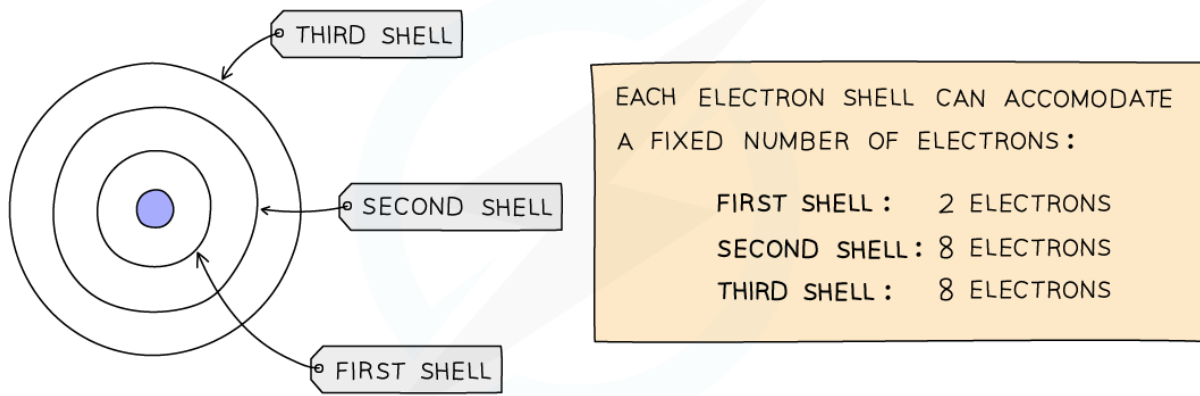 THIRD SHELL
SECOND SHELL
FIRST SHELL
EACH ELECTRON SHELL CAN ACCOMODATE
A FIXED NUMBER OF ELECTRONS:
FIRST SHELL: 2 ELECTRONS
SECOND SHELL: 8 ELECTRONS
THIRD SHELL: 8 ELECTRONS